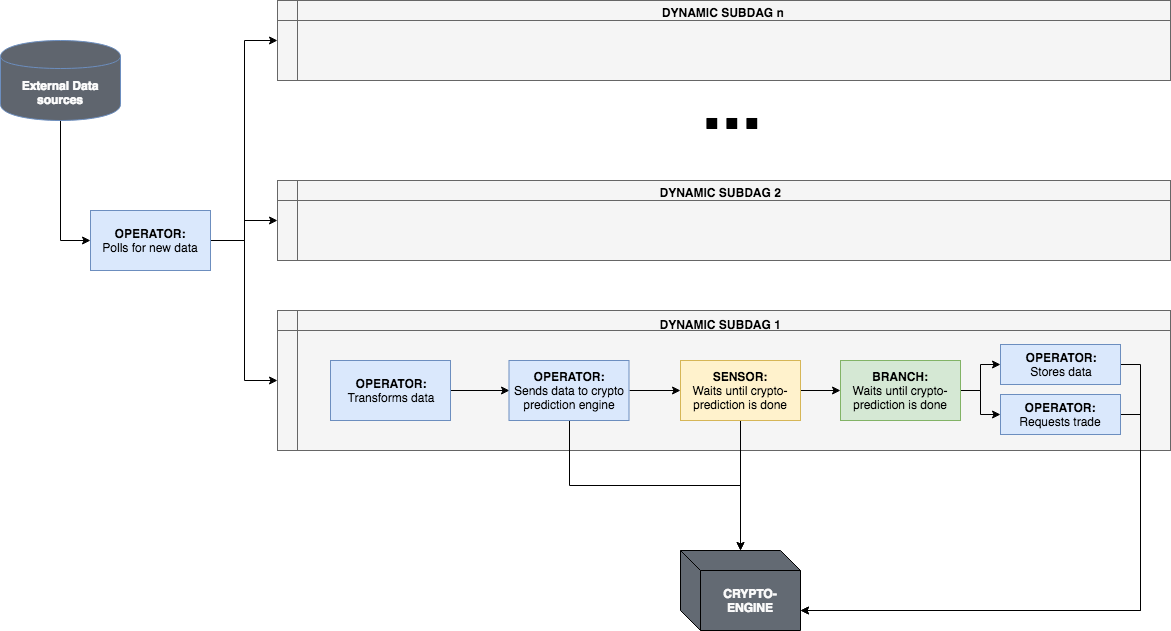 DYNAMIC SUBDAG n
External Data
sources
DYNAMIC SUBDAG 2
OPERATOR:
Polls for new data
DYNAMIC SUBDAG 1
OPERATOR:
Transforms data
OPERATOR:
Sends data to crypto
prediction engine
SENSOR:
Waits until crypto-
prediction is done
BRANCH:
Waits until crypto-
prediction is done
OPERATOR:
Stores data
OPERATOR:
Requests trade
CRYPTO-
ENGINE